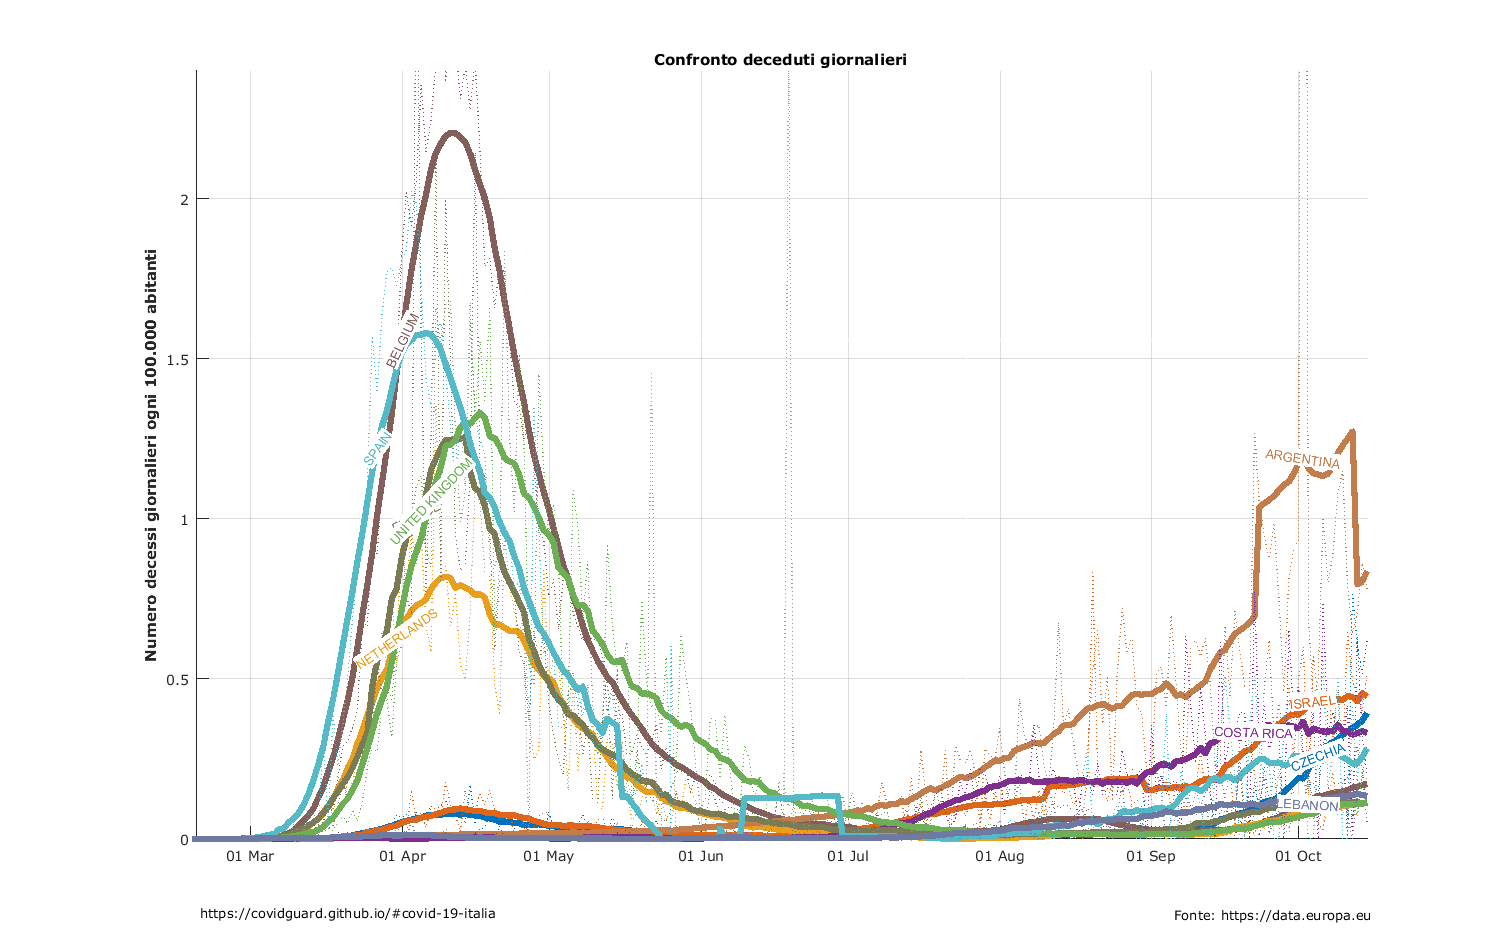 Confronto deceduti giornalieri
Numero decessi giornalieri ogni 100.000 abitanti
2
1.5
1
0.5
0
BELGIUM
SPAIN
UNITED KINGDOM
NETHERLANDS
ARGENTINA
ISRAEL
COSTA RICA
CZECHIA
LEBANON
01 Mar
01 Apr
01 May
01 Jun
01 Jul
01 Aug
01 Sep
01 Oct
https://covidguard.github.io/#covid-19-italia
Fonte: https://data.europa.eu